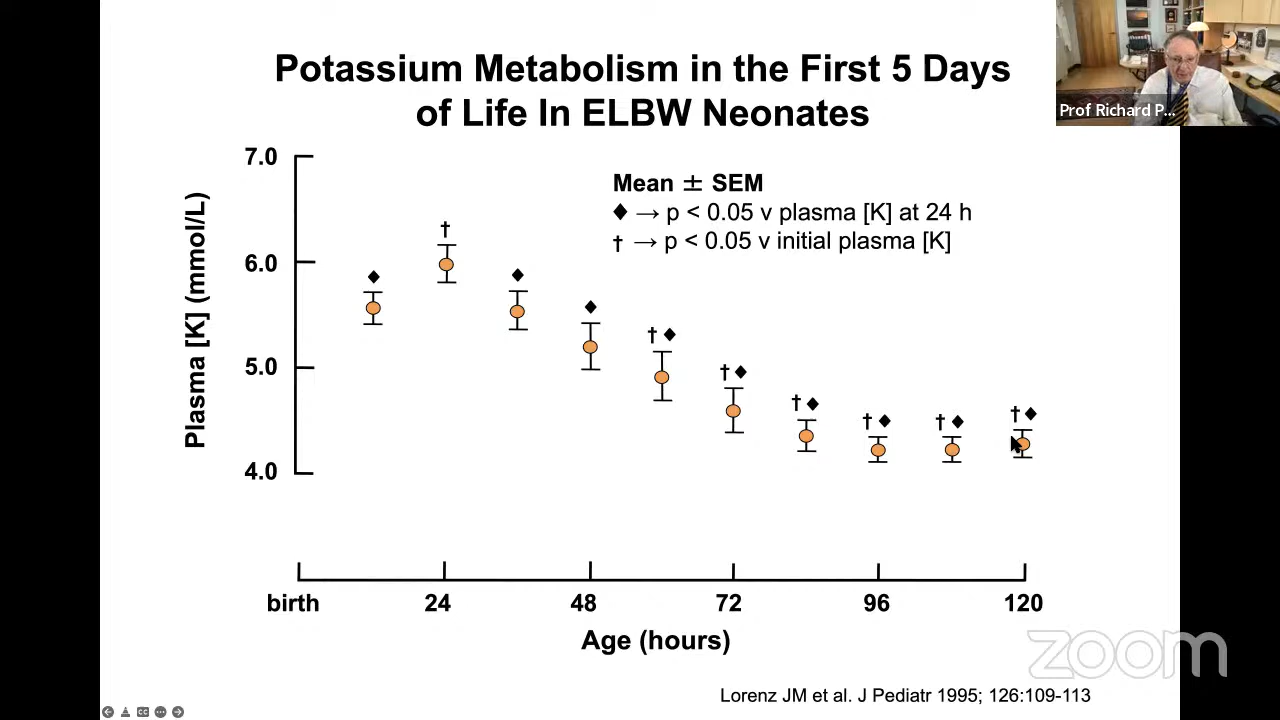 Potassium Metabolism in the First 5 Days
of Life In ELBW Neonates
Prof Richard P...
7.0
6.0
5.0
4.0
Plasma [K] (mmol/L)
Mean ± SEM
♦ → p < 0.05 v plasma [K] at 24 h
† → p < 0.05 v initial plasma [K]
♦
†
♦
♦
† ♦
† ♦
† ♦
† ♦
† ♦
† ♦
birth 24 48 72 96 120
Age (hours)
zoom
Lorenz JM et al. J Pediatr 1995; 126:109-113
CC